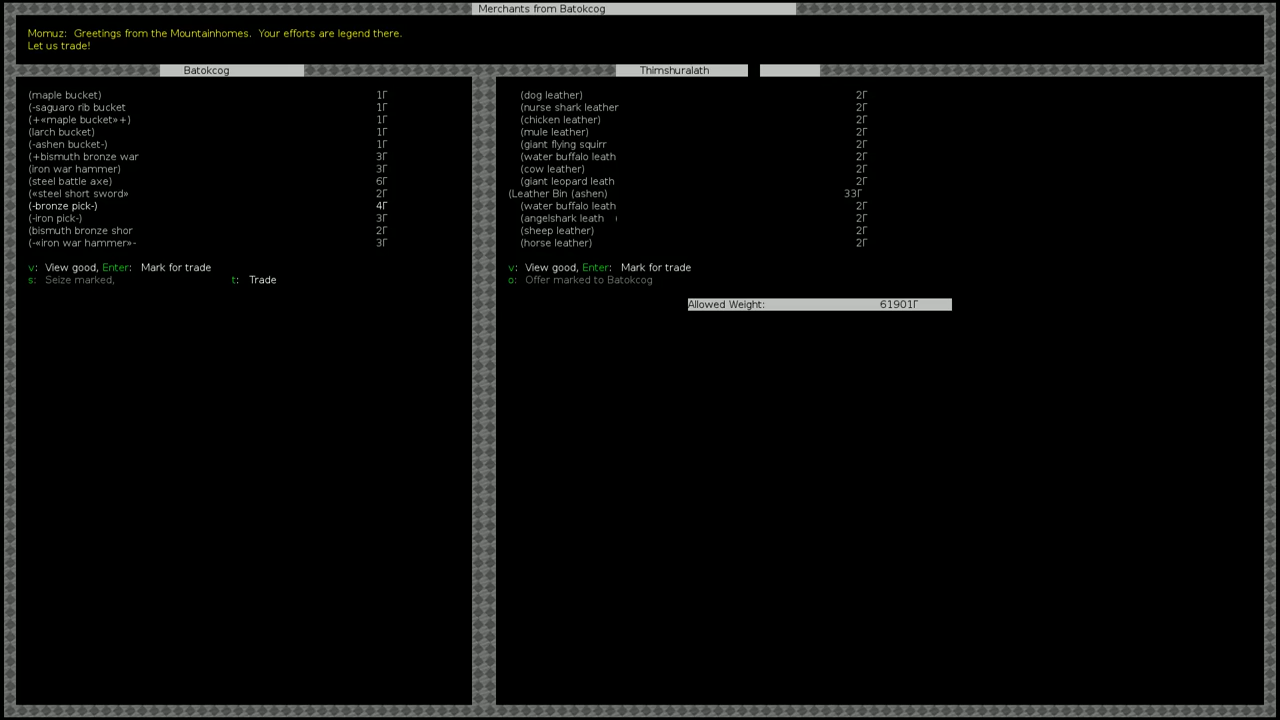 Merchants from Batokcog
Momuz:  Greetings from the Mountainhomes.  Your efforts are legend there.
Let us trade!
Batokcog
(maple bucket) 1Γ
(-saguaro rib bucket 1Γ
(+«maple bucket»+) 1Γ
(larch bucket) 1Γ
(-ashen bucket-) 1Γ
(+bismuth bronze war 3Γ
(iron war hammer) 3Γ
(steel battle axe) 6Γ
(«steel short sword» 2Γ
(-bronze pick-) 4Γ
(-iron pick-) 3Γ
(bismuth bronze shor 2Γ
(-«iron war hammer»- 3Γ
v: View good, Enter: Mark for trade
s: Seize marked, t: Trade
Thimshuralath
(dog leather) 2Γ
(nurse shark leather 2Γ
(chicken leather) 2Γ
(mule leather) 2Γ
(giant flying squirr 2Γ
(water buffalo leath 2Γ
(cow leather) 2Γ
(giant leopard leath 2Γ
(Leather Bin (ashen) 33Γ
(water buffalo leath 2Γ
(angelshark leath 2Γ
(sheep leather) 2Γ
(horse leather) 2Γ
v: View good, Enter: Mark for trade
o: Offer marked to Batokcog
Allowed Weight: 61901Γ